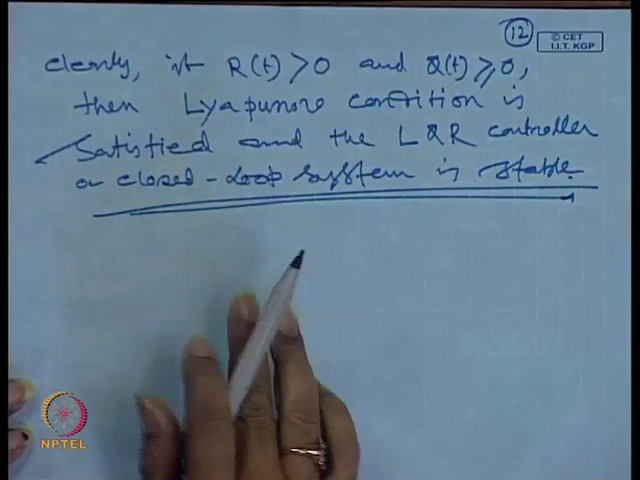 12
© CET
I.I.T. KGP
clearly, if R(t) > 0 and Q(t) ≥ 0,
then Lyapunov condition is
satisfied and the LQR controller
or closed-loop system is stable.
NPTEL